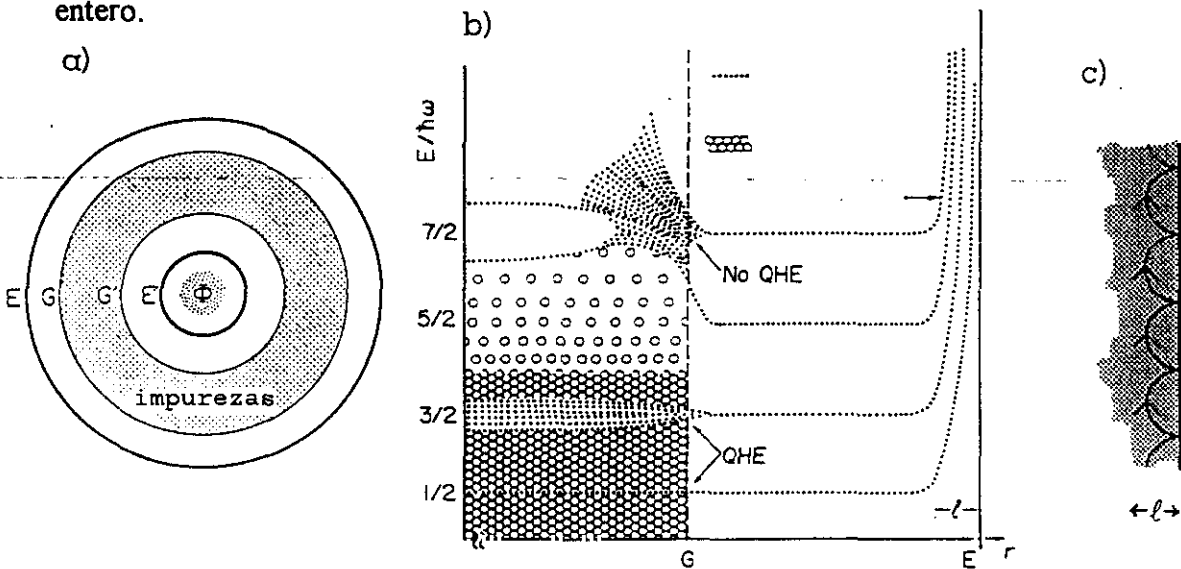 entero.
a)
E G G' E' Φ
impurezas
b)
E/ħω
7/2
5/2
3/2
1/2
No QHE
QHE
ℓ
G
E
r
c)
←ℓ→